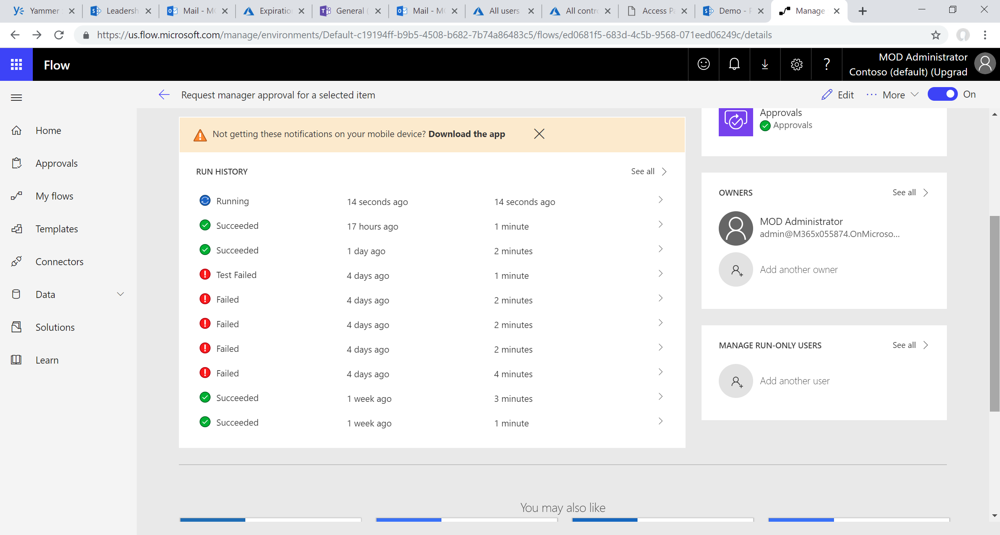 Yammer
Leadersh
Mail - M
Expiratio
General (
Mail - M
All users
All contr
Access Pa
Demo - P
Manage
https://us.flow.microsoft.com/manage/environments/Default-c19194ff-b9b5-4508-b682-7b74a86483c5/flows/ed0681f5-683d-4c5b-9568-071eed06249c/details
Flow
?
MOD Administrator
Contoso (default) (Upgrad
Request manager approval for a selected item
Edit
More
On
Home
Approvals
My flows
Templates
Connectors
Data
Solutions
Learn
Not getting these notifications on your mobile device? Download the app
RUN HISTORY
See all
Running 14 seconds ago 14 seconds ago
Succeeded 17 hours ago 1 minute
Succeeded 1 day ago 2 minutes
Test Failed 4 days ago 1 minute
Failed 4 days ago 2 minutes
Failed 4 days ago 2 minutes
Failed 4 days ago 2 minutes
Failed 4 days ago 4 minutes
Succeeded 1 week ago 3 minutes
Succeeded 1 week ago 1 minute
Approvals
Approvals
OWNERS
See all
MOD Administrator
admin@M365x055874.OnMicroso...
Add another owner
MANAGE RUN-ONLY USERS
See all
Add another user
You may also like